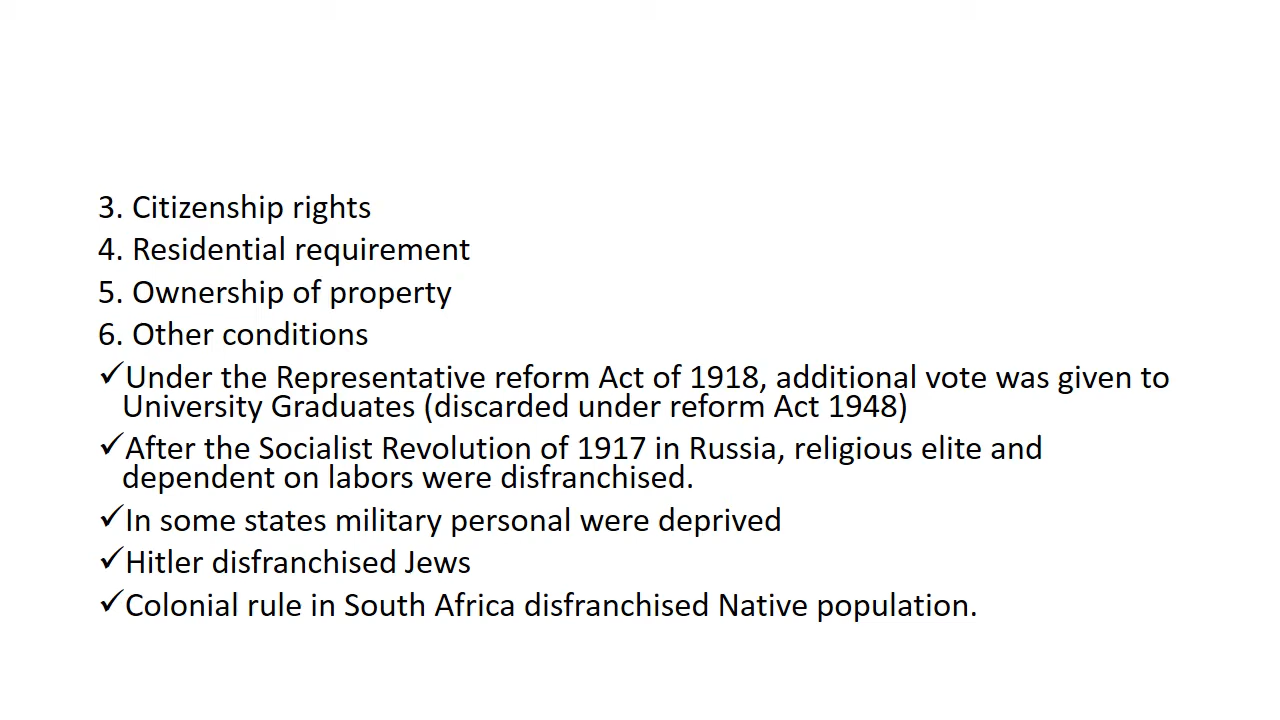 3. Citizenship rights
4. Residential requirement
5. Ownership of property
6. Other conditions
✓Under the Representative reform Act of 1918, additional vote was given to
University Graduates (discarded under reform Act 1948)
✓After the Socialist Revolution of 1917 in Russia, religious elite and
dependent on labors were disfranchised.
✓In some states military personal were deprived
✓Hitler disfranchised Jews
✓Colonial rule in South Africa disfranchised Native population.